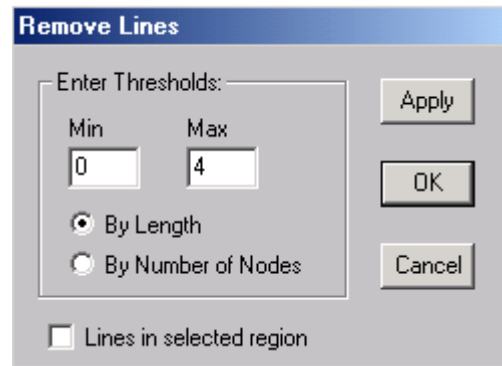 Remove Lines
Enter Thresholds:
Min Max
0 4
By Length
By Number of Nodes
Lines in selected region
Apply
OK
Cancel